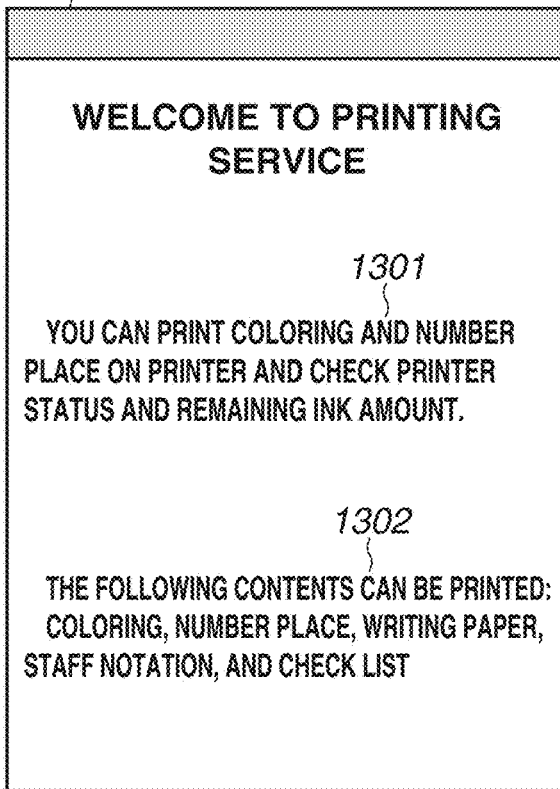 WELCOME TO PRINTING
SERVICE
1301
YOU CAN PRINT COLORING AND NUMBER
PLACE ON PRINTER AND CHECK PRINTER
STATUS AND REMAINING INK AMOUNT.
1302
THE FOLLOWING CONTENTS CAN BE PRINTED:
COLORING, NUMBER PLACE, WRITING PAPER,
STAFF NOTATION, AND CHECK LIST